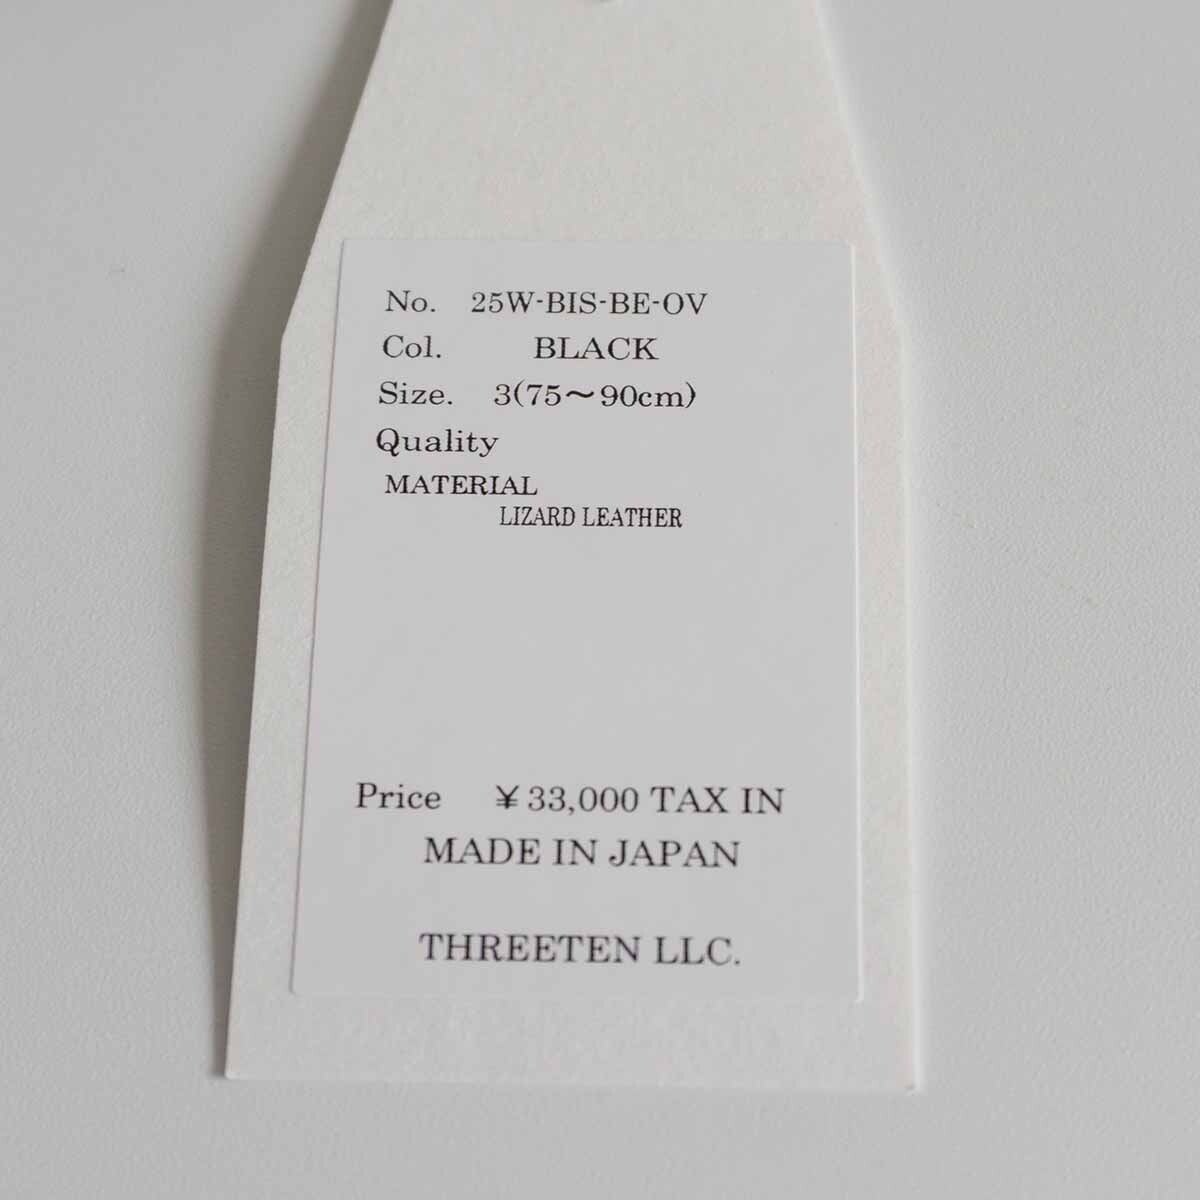 No. 25W-BIS-BE-OV
Col. BLACK
Size. 3(75～90cm)
Quality
MATERIAL
LIZARD LEATHER
Price ¥33,000 TAX IN
MADE IN JAPAN
THREETEN LLC.